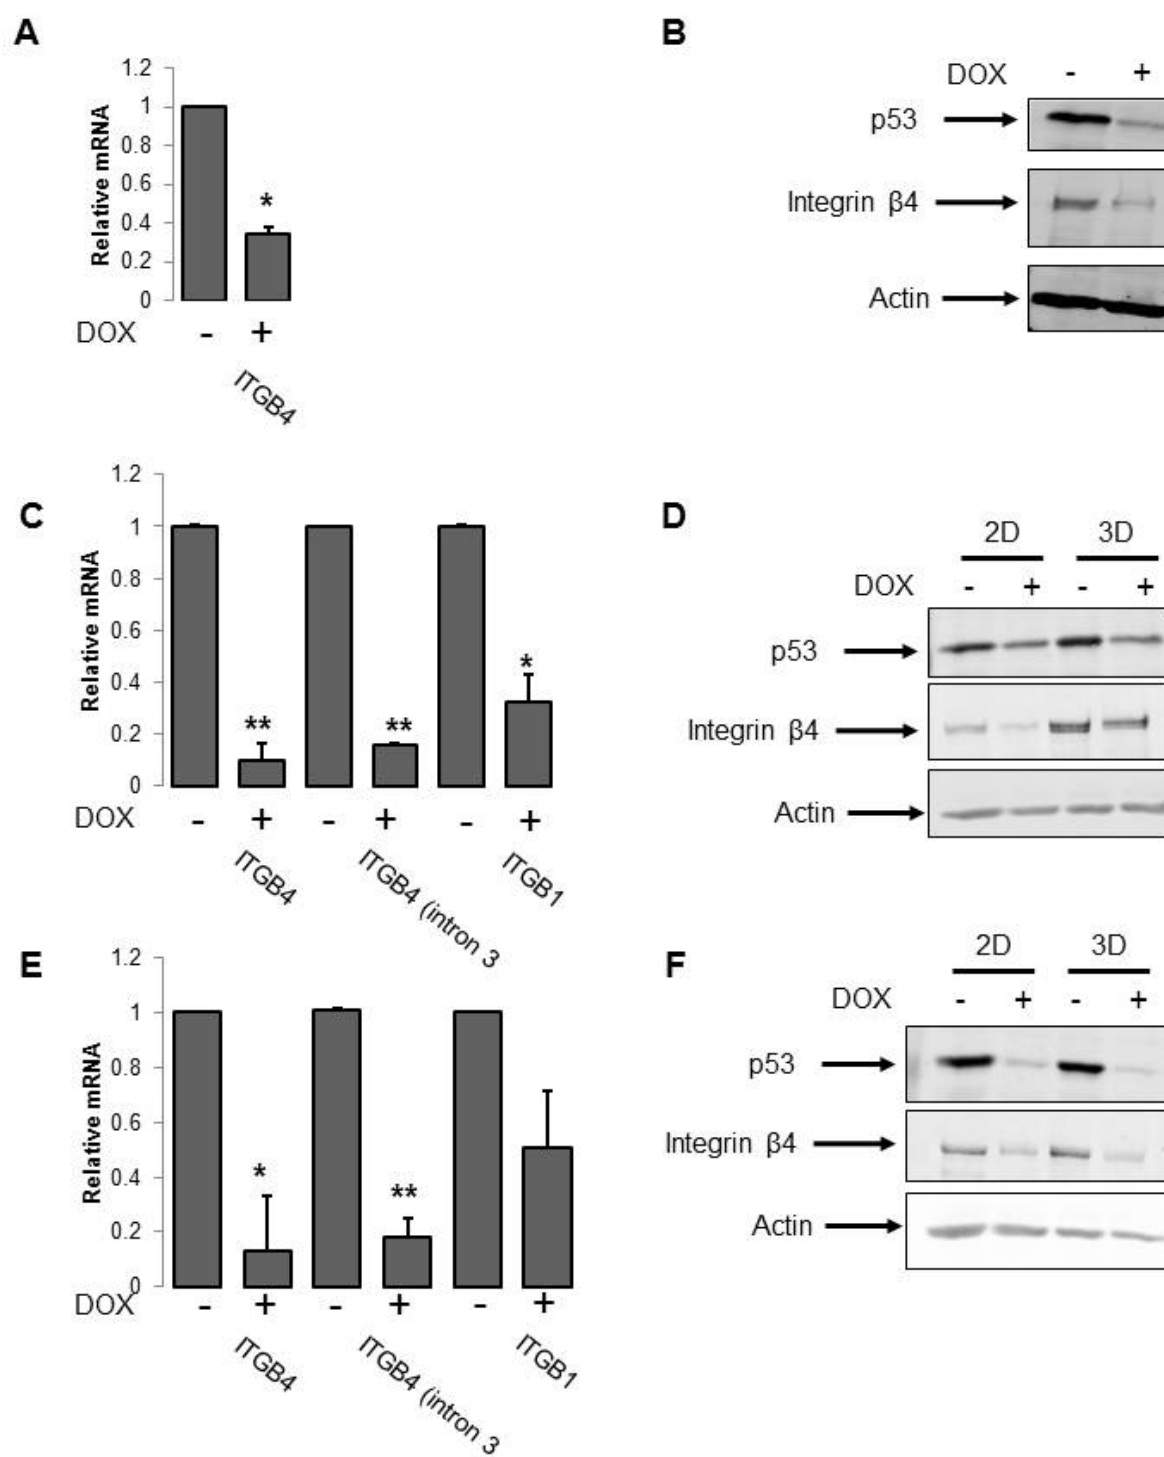 A
1.2
1
0.8
0.6
0.4
0.2
0
Relative mRNA
*
DOX - +
ITGB4
B
DOX - +
p53
Integrin β4
Actin
C
1.2
1
0.8
0.6
0.4
0.2
0
Relative mRNA
** ** *
DOX - + - + - +
ITGB4 ITGB4 (intron 3 ITGB1
D
2D 3D
DOX - + - +
p53
Integrin β4
Actin
E
1.2
1
0.8
0.6
0.4
0.2
0
Relative mRNA
* **
DOX - + - + - +
ITGB4 ITGB4 (intron 3 ITGB1
F
2D 3D
DOX - + - +
p53
Integrin β4
Actin